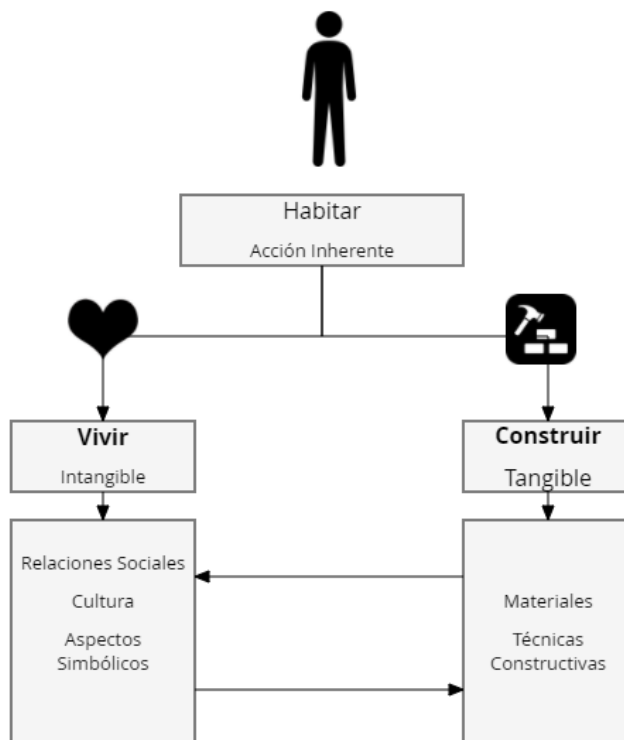 Habitar
Acción Inherente
Vivir
Intangible
Construir
Tangible
Relaciones Sociales
Cultura
Aspectos
Simbólicos
Materiales
Técnicas
Constructivas